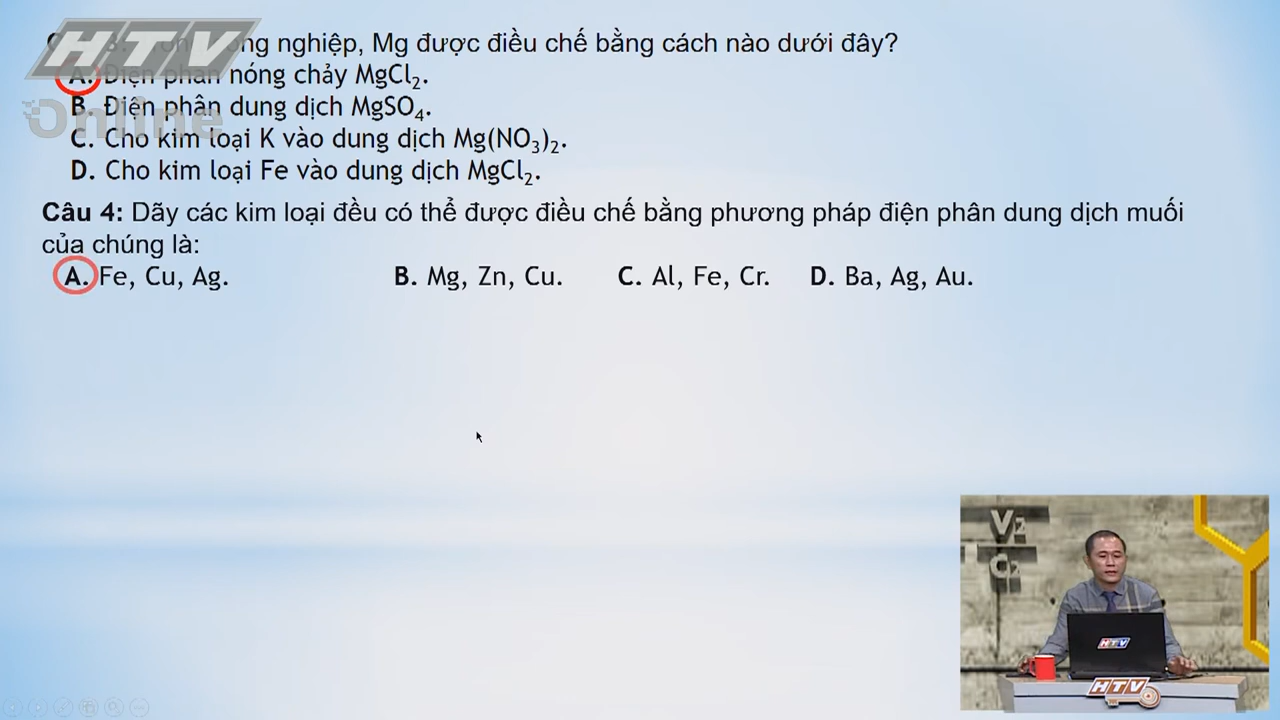 HTV
Online
nghiệp, Mg được điều chế bằng cách nào dưới đây?
A. Điện phân nóng chảy MgCl₂.
B. Điện phân dung dịch MgSO₄.
C. Cho kim loại K vào dung dịch Mg(NO₃)₂.
D. Cho kim loại Fe vào dung dịch MgCl₂.
Câu 4: Dãy các kim loại đều có thể được điều chế bằng phương pháp điện phân dung dịch muối
của chúng là:
A. Fe, Cu, Ag. B. Mg, Zn, Cu. C. Al, Fe, Cr. D. Ba, Ag, Au.
HTV
HTV